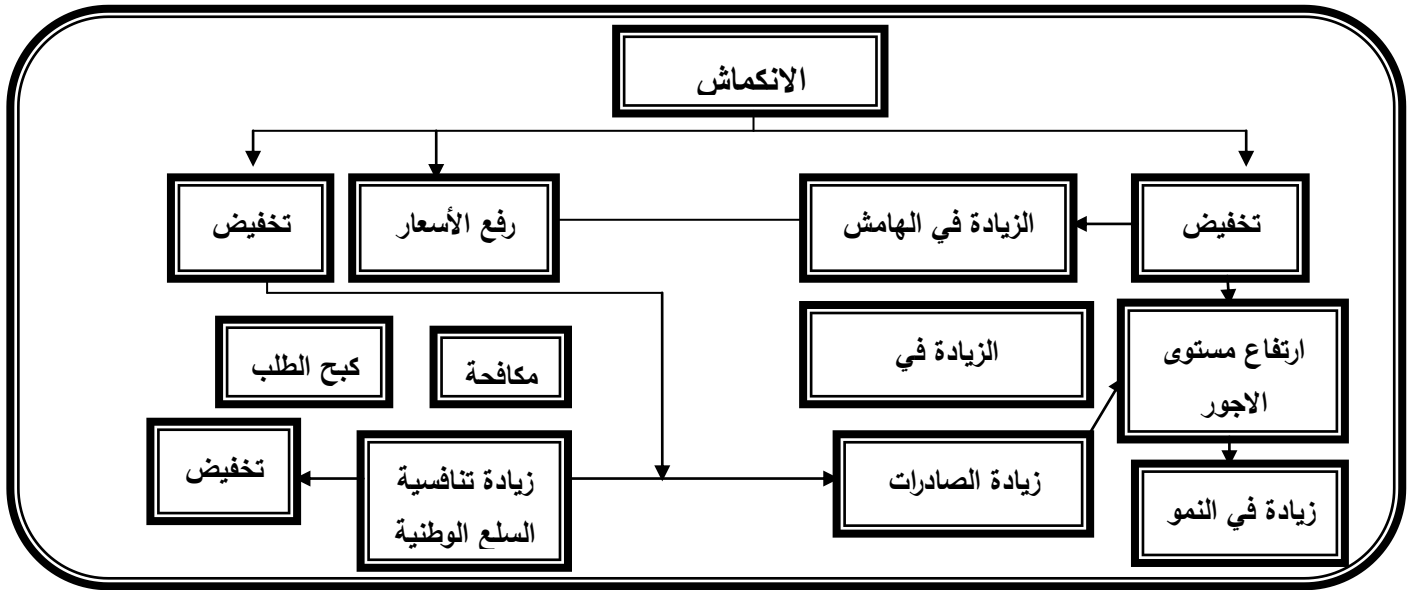 الانكماش
تخفيض
الزيادة في الهامش
رفع الأسعار
تخفيض
ارتفاع مستوى
الاجور
الزيادة في
مكافحة
كبح الطلب
زيادة في النمو
زيادة الصادرات
زيادة تنافسية
السلع الوطنية
تخفيض